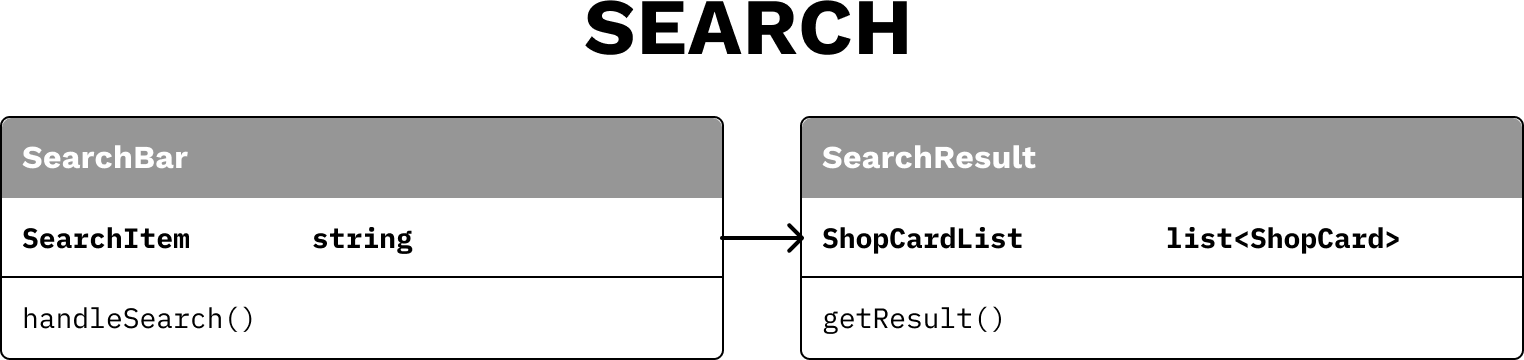 SEARCH
SearchBar
SearchItem string
handleSearch()
SearchResult
ShopCardList list<ShopCard>
getResult()